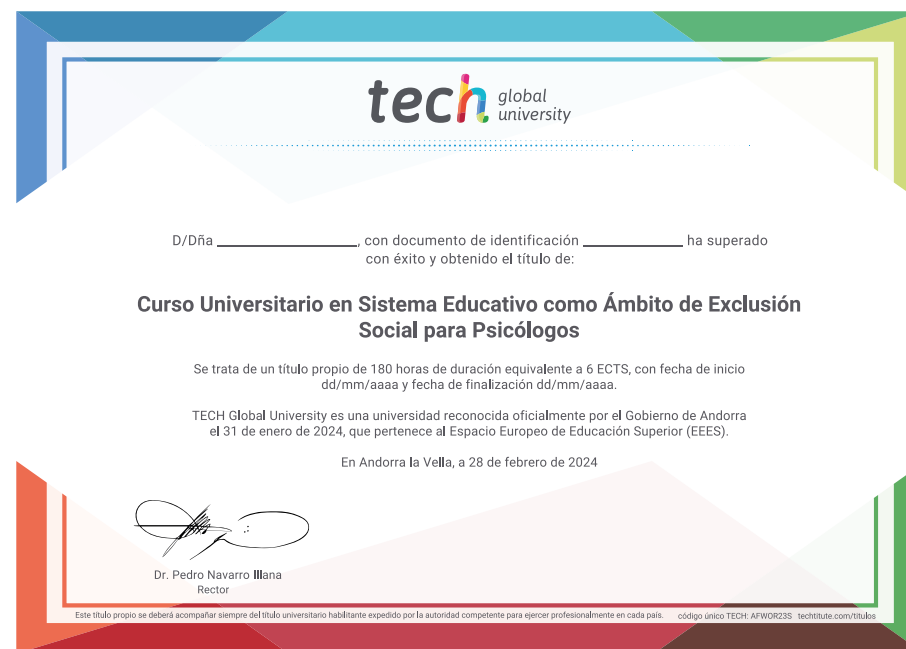 tech global
university
D/Dña ____________________, con documento de identificación ______________ ha superado
con éxito y obtenido el título de:
Curso Universitario en Sistema Educativo como Ámbito de Exclusión
Social para Psicólogos
Se trata de un título propio de 180 horas de duración equivalente a 6 ECTS, con fecha de inicio
dd/mm/aaaa y fecha de finalización dd/mm/aaaa.
TECH Global University es una universidad reconocida oficialmente por el Gobierno de Andorra
el 31 de enero de 2024, que pertenece al Espacio Europeo de Educación Superior (EEES).
En Andorra la Vella, a 28 de febrero de 2024
Dr. Pedro Navarro Illana
Rector
Este título propio se deberá acompañar siempre del título universitario habilitante expedido por la autoridad competente para ejercer profesionalmente en cada país. código único TECH: AFWOR23S techtitute.com/titulos